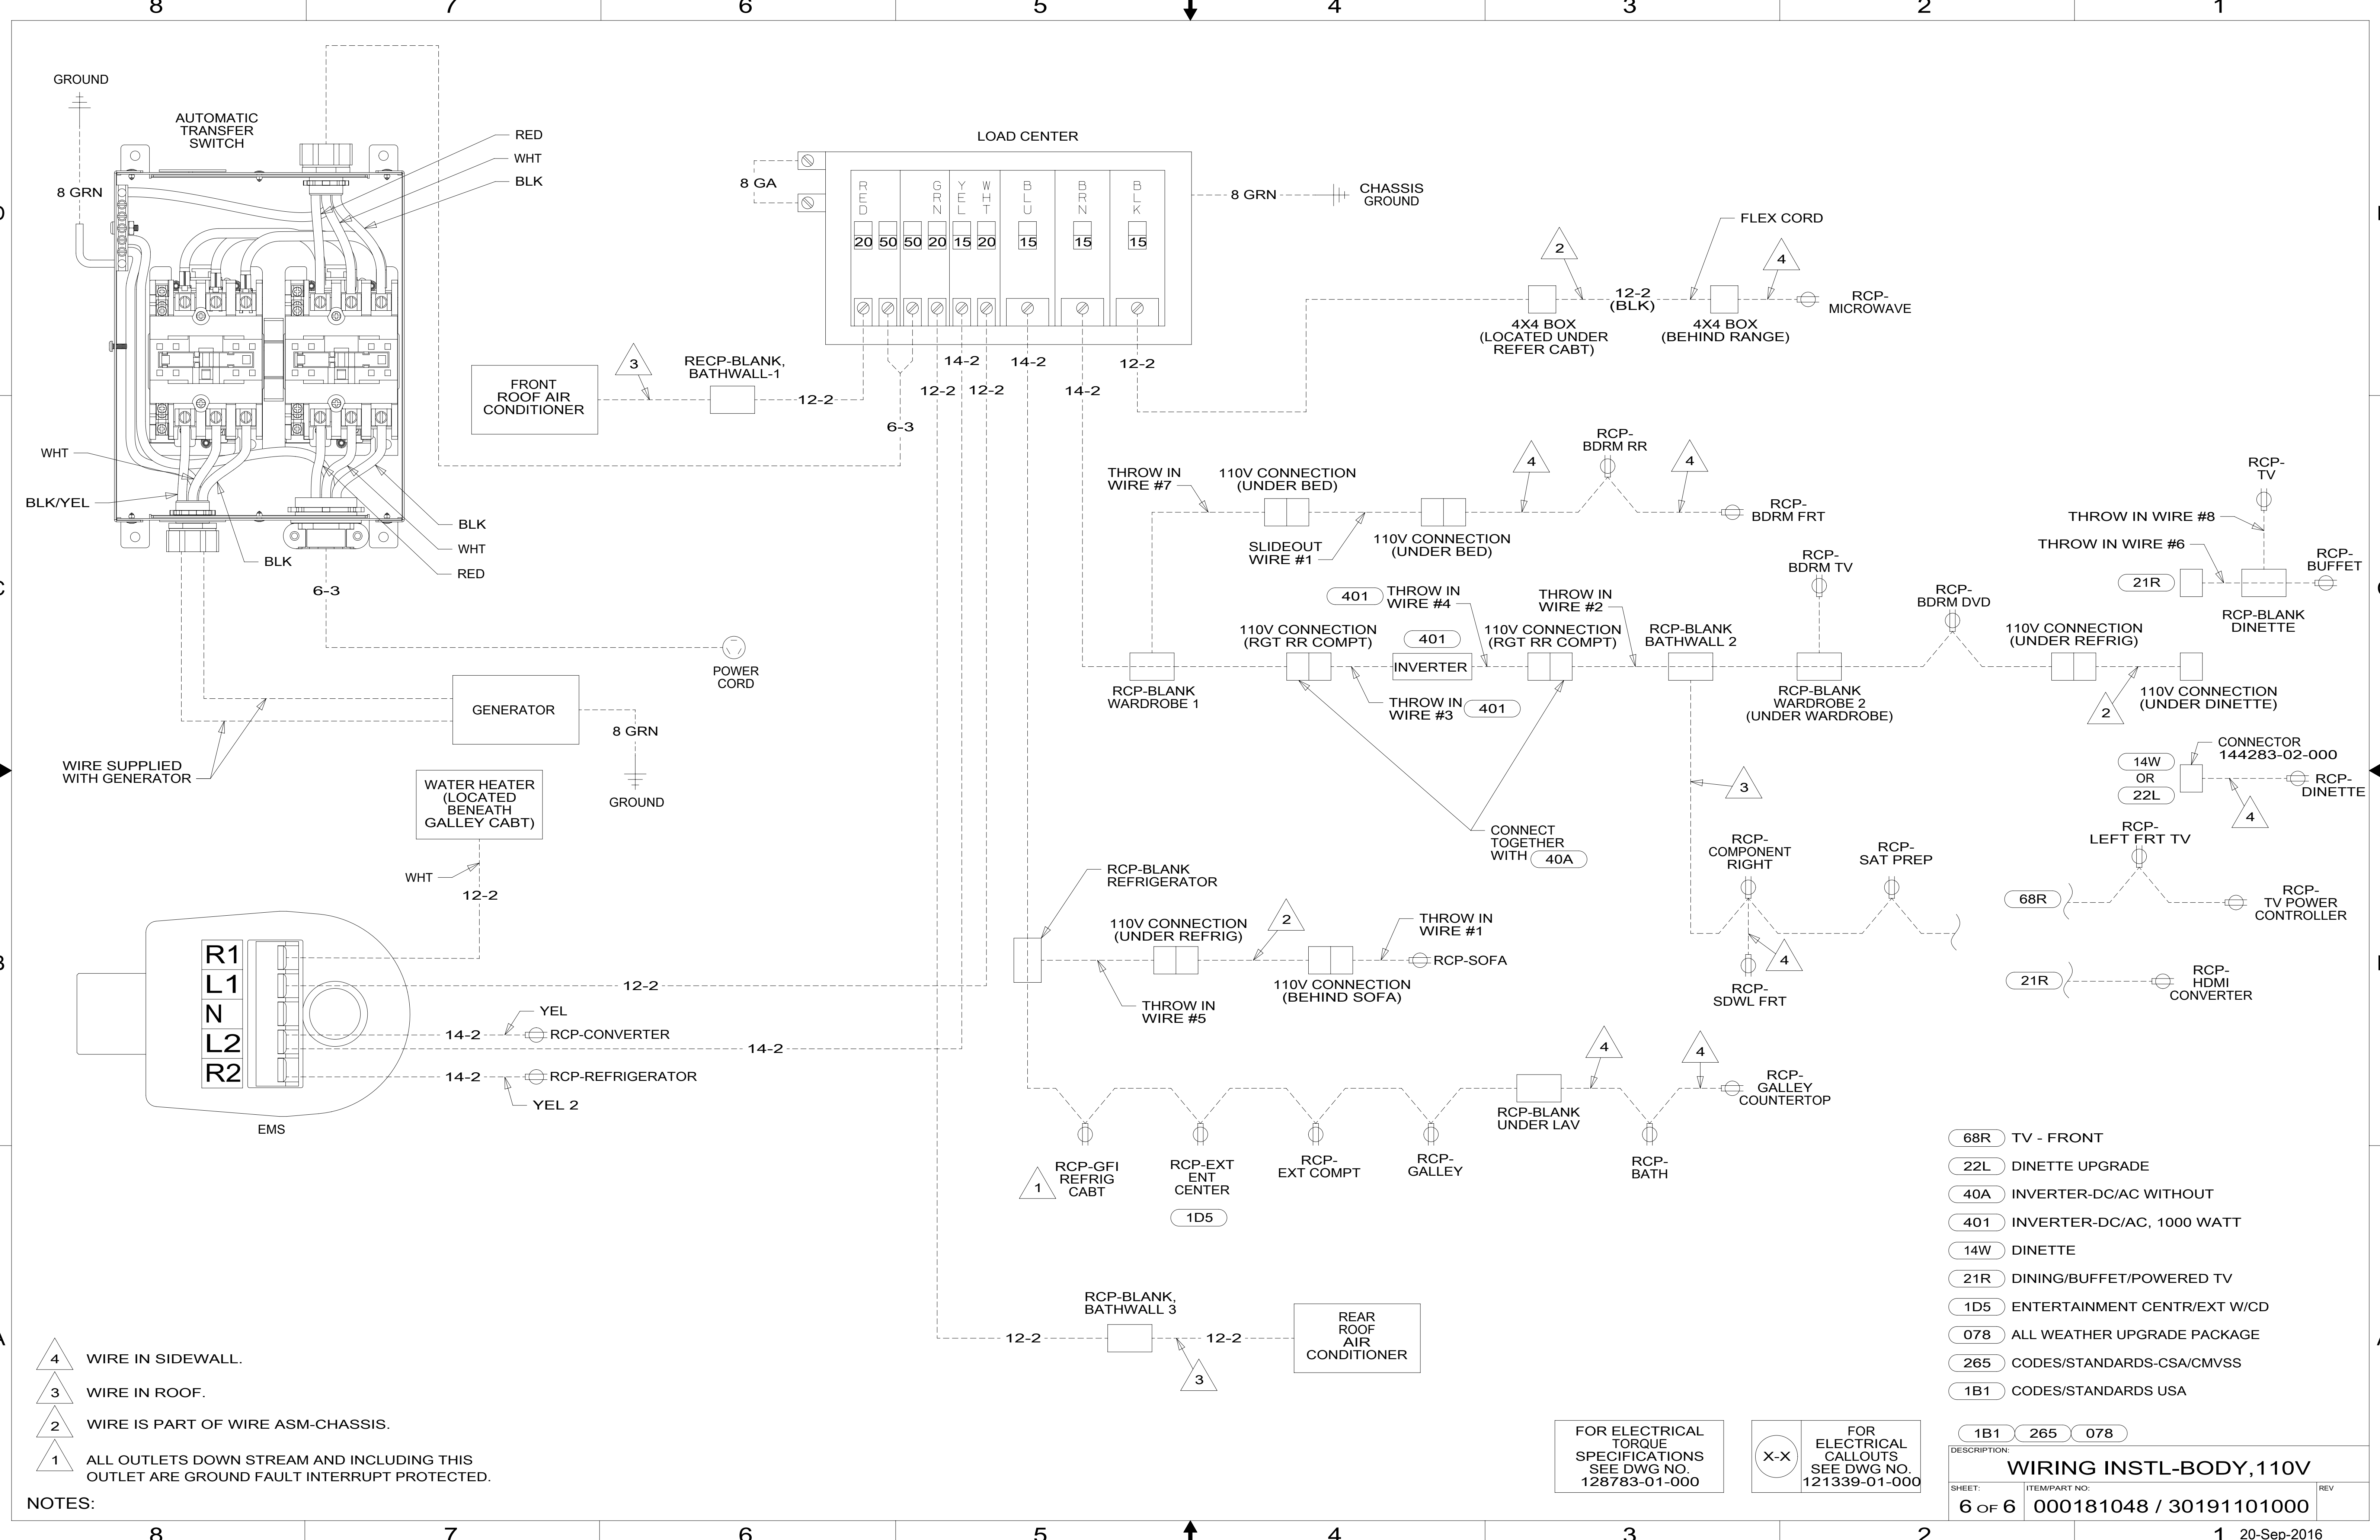 8 7 6 5 4 3 2 1
GROUND
8 GRN
AUTOMATIC
TRANSFER
SWITCH
RED
WHT
BLK
WHT
BLK/YEL
BLK
BLK
WHT
RED
6-3
POWER
CORD
GENERATOR
8 GRN
GROUND
WIRE SUPPLIED
WITH GENERATOR
WATER HEATER
(LOCATED
BENEATH
GALLEY CABT)
WHT
12-2
R1
L1
N
L2
R2
EMS
12-2
YEL
14-2
RCP-CONVERTER
14-2
14-2
RCP-REFRIGERATOR
YEL 2
LOAD CENTER
8 GA
RED
GRN
YEL
WHT
BLU
BRN
BLK
20 50 50 20 15 20 15 15 15
8 GRN
CHASSIS
GROUND
FRONT
ROOF AIR
CONDITIONER
3
RECP-BLANK,
BATHWALL-1
12-2
6-3
12-2
14-2
12-2
14-2
14-2
12-2
2
FLEX CORD
4
12-2
(BLK)
4X4 BOX
(LOCATED UNDER
REFER CABT)
4X4 BOX
(BEHIND RANGE)
RCP-
MICROWAVE
THROW IN
WIRE #7
110V CONNECTION
(UNDER BED)
SLIDEOUT
WIRE #1
110V CONNECTION
(UNDER BED)
4
RCP-
BDRM RR
4
RCP-
BDRM FRT
RCP-BLANK
WARDROBE 1
110V CONNECTION
(RGT RR COMPT)
401
THROW IN
WIRE #4
401
INVERTER
THROW IN
WIRE #3
401
110V CONNECTION
(RGT RR COMPT)
THROW IN
WIRE #2
RCP-BLANK
BATHWALL 2
RCP-
BDRM TV
RCP-BLANK
WARDROBE 2
(UNDER WARDROBE)
RCP-
BDRM DVD
110V CONNECTION
(UNDER REFRIG)
2
110V CONNECTION
(UNDER DINETTE)
RCP-
TV
THROW IN WIRE #8
THROW IN WIRE #6
21R
RCP-
BUFFET
RCP-BLANK
DINETTE
CONNECTOR
144283-02-000
14W
OR
22L
RCP-
DINETTE
4
CONNECT
TOGETHER
WITH 40A
3
RCP-
COMPONENT
RIGHT
RCP-
SAT PREP
4
RCP-
SDWL FRT
RCP-
LEFT FRT TV
68R
RCP-
TV POWER
CONTROLLER
21R
RCP-
HDMI
CONVERTER
RCP-BLANK
REFRIGERATOR
110V CONNECTION
(UNDER REFRIG)
2
THROW IN
WIRE #5
110V CONNECTION
(BEHIND SOFA)
THROW IN
WIRE #1
RCP-SOFA
1
RCP-GFI
REFRIG
CABT
RCP-EXT
ENT
CENTER
1D5
RCP-
EXT COMPT
RCP-
GALLEY
RCP-BLANK
UNDER LAV
4
RCP-
BATH
4
RCP-
GALLEY
COUNTERTOP
12-2
RCP-BLANK,
BATHWALL 3
12-2
3
REAR
ROOF
AIR
CONDITIONER
68R TV - FRONT
22L DINETTE UPGRADE
40A INVERTER-DC/AC WITHOUT
401 INVERTER-DC/AC, 1000 WATT
14W DINETTE
21R DINING/BUFFET/POWERED TV
1D5 ENTERTAINMENT CENTR/EXT W/CD
078 ALL WEATHER UPGRADE PACKAGE
265 CODES/STANDARDS-CSA/CMVSS
1B1 CODES/STANDARDS USA
4 WIRE IN SIDEWALL.
3 WIRE IN ROOF.
2 WIRE IS PART OF WIRE ASM-CHASSIS.
1 ALL OUTLETS DOWN STREAM AND INCLUDING THIS
OUTLET ARE GROUND FAULT INTERRUPT PROTECTED.
NOTES:
FOR ELECTRICAL
TORQUE
SPECIFICATIONS
SEE DWG NO.
128783-01-000
X-X
FOR
ELECTRICAL
CALLOUTS
SEE DWG NO.
121339-01-000
1B1 265 078
DESCRIPTION:
WIRING INSTL-BODY,110V
SHEET:
6 OF 6
ITEM/PART NO:
000181048 / 30191101000
REV
8 7 6 5 4 3 2 1
20-Sep-2016